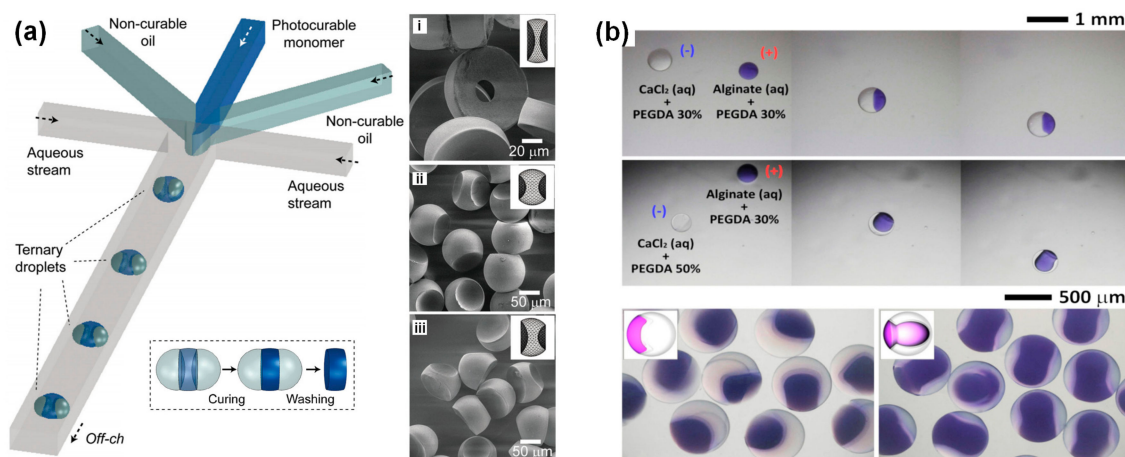 (a)
Non-curable
oil
Photocurable
monomer
Non-curable
oil
Aqueous
stream
Aqueous
stream
Ternary
droplets
Curing
Washing
Off-ch
i
20 μm
ii
50 μm
iii
50 μm
(b)
1 mm
(-)
(+)
CaCl₂ (aq)
+
PEGDA 30%
Alginate (aq)
+
PEGDA 30%
(+)
Alginate (aq)
+
PEGDA 30%
(-)
CaCl₂ (aq)
+
PEGDA 50%
500 μm